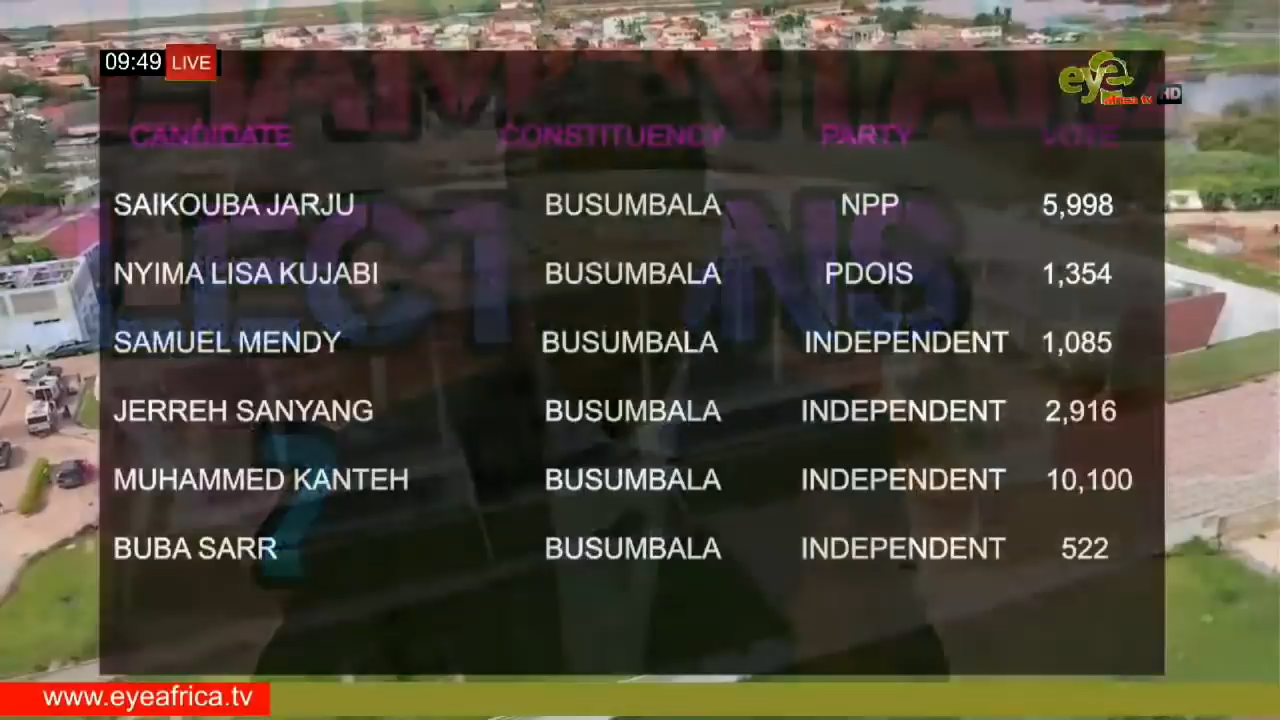 09:49 LIVE
eye africa tv HD
CANDIDATE CONSTITUENCY PARTY VOTE
SAIKOUBA JARJU BUSUMBALA NPP 5,998
NYIMA LISA KUJABI BUSUMBALA PDOIS 1,354
SAMUEL MENDY BUSUMBALA INDEPENDENT 1,085
JERREH SANYANG BUSUMBALA INDEPENDENT 2,916
MUHAMMED KANTEH BUSUMBALA INDEPENDENT 10,100
BUBA SARR BUSUMBALA INDEPENDENT 522
www.eyeafrica.tv